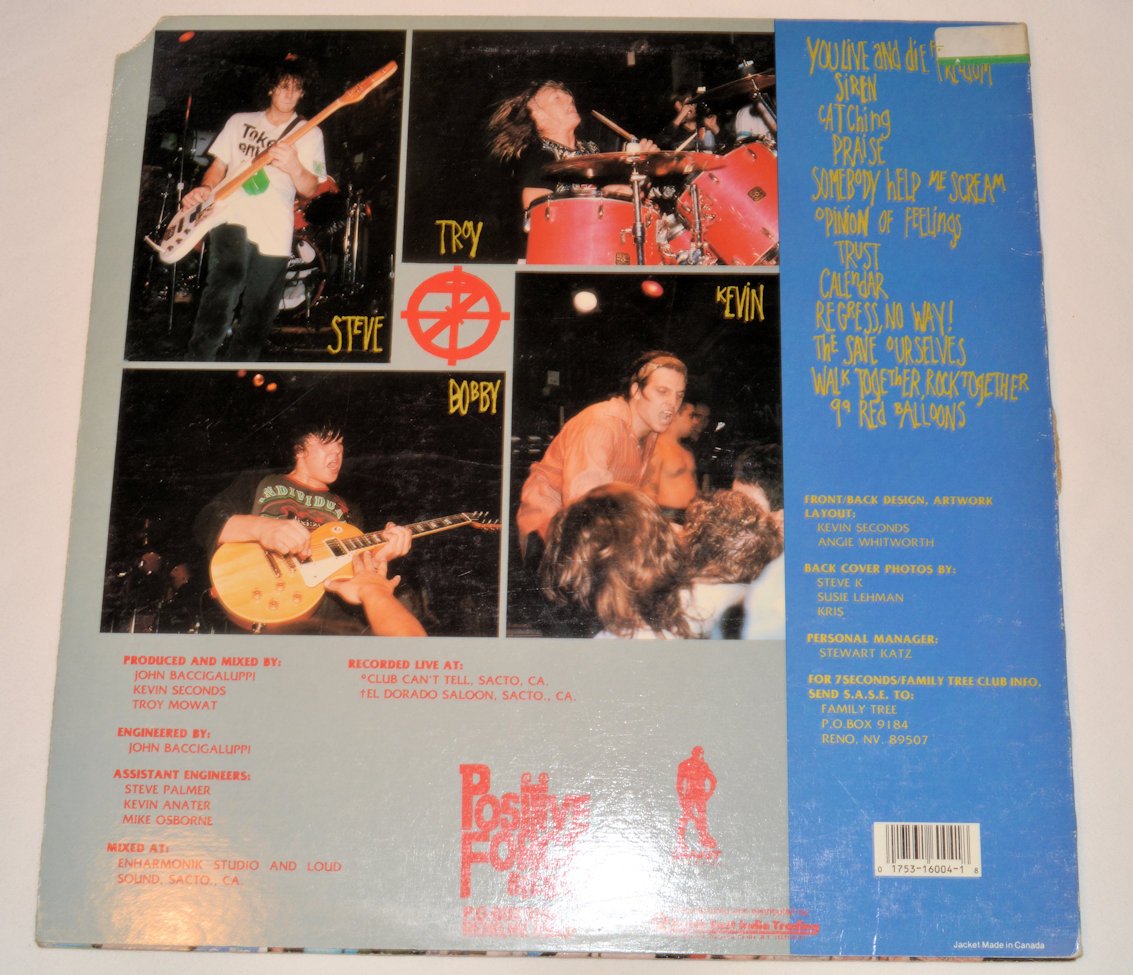 Take
STEVE
TROY
BOBBY
KEVIN
INDIVIDUA
YOU LIVE and diE
FREEdOM
SIREN
CATChing
PRAISE
SOMEBODY hELP ME SCREAM
OPINION OF FEElings
TRUST
CALENdAR
REGRESS, NO WAY!
ThE SAVE OURSELVES
WALK TOGEThER, ROCK TOGETHER
99 REd BALLOONS
FRONT/BACK DESIGN, ARTWORK
LAYOUT:
KEVIN SECONDS
ANGIE WHITWORTH
BACK COVER PHOTOS BY:
STEVE K
SUSIE LEHMAN
KRIS
PERSONAL MANAGER:
STEWART KATZ
FOR 7SECONDS/FAMILY TREE CLUB INFO,
SEND S.A.S.E. TO:
FAMILY TREE
P.O.BOX 9184
RENO, NV. 89507
PRODUCED AND MIXED BY:
JOHN BACCIGALUPPI
KEVIN SECONDS
TROY MOWAT
ENGINEERED BY:
JOHN BACCIGALUPPI
ASSISTANT ENGINEERS:
STEVE PALMER
KEVIN ANATER
MIKE OSBORNE
MIXED AT:
ENHARMONIK STUDIO AND LOUD
SOUND, SACTO., CA.
RECORDED LIVE AT:
°CLUB CAN'T TELL, SACTO, CA.
†EL DORADO SALOON, SACTO., CA.
Positive
Force
India Trading
0 1753-16004-1 8
Jacket Made in Canada